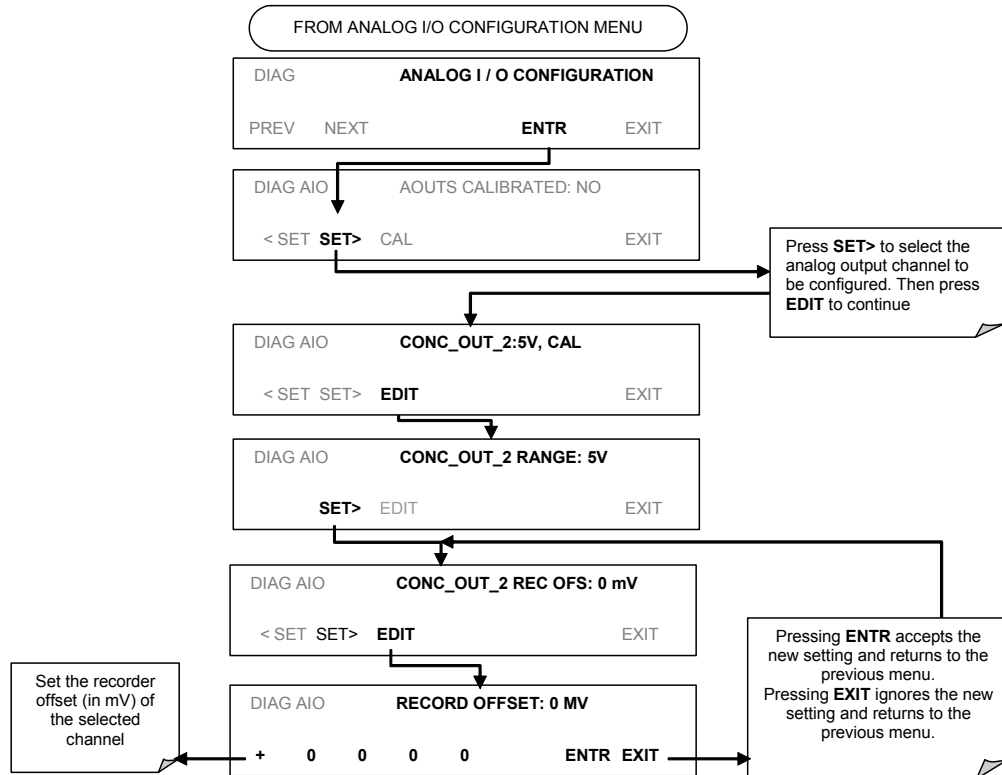 FROM ANALOG I/O CONFIGURATION MENU
DIAG ANALOG I / O CONFIGURATION
PREV NEXT ENTR EXIT
DIAG AIO AOUTS CALIBRATED: NO
< SET SET> CAL EXIT
Press SET> to select the
analog output channel to
be configured. Then press
EDIT to continue
DIAG AIO CONC_OUT_2:5V, CAL
< SET SET> EDIT EXIT
DIAG AIO CONC_OUT_2 RANGE: 5V
SET> EDIT EXIT
DIAG AIO CONC_OUT_2 REC OFS: 0 mV
< SET SET> EDIT EXIT
Pressing ENTR accepts the
new setting and returns to the
previous menu.
Pressing EXIT ignores the new
setting and returns to the
previous menu.
Set the recorder
offset (in mV) of
the selected
channel
DIAG AIO RECORD OFFSET: 0 MV
+ 0 0 0 0 ENTR EXIT